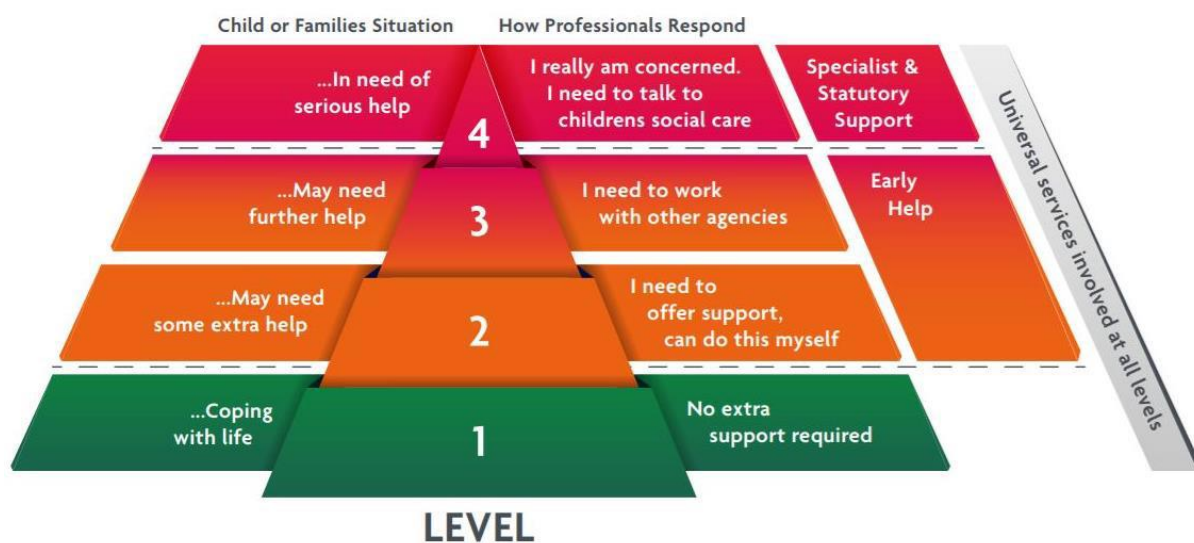 Child or Families Situation
How Professionals Respond
...In need of
serious help
4
I really am concerned.
I need to talk to
childrens social care
Specialist &
Statutory
Support
...May need
further help
3
I need to work
with other agencies
Early
Help
...May need
some extra help
2
I need to
offer support,
can do this myself
...Coping
with life
1
No extra
support required
Universal services involved at all levels
LEVEL